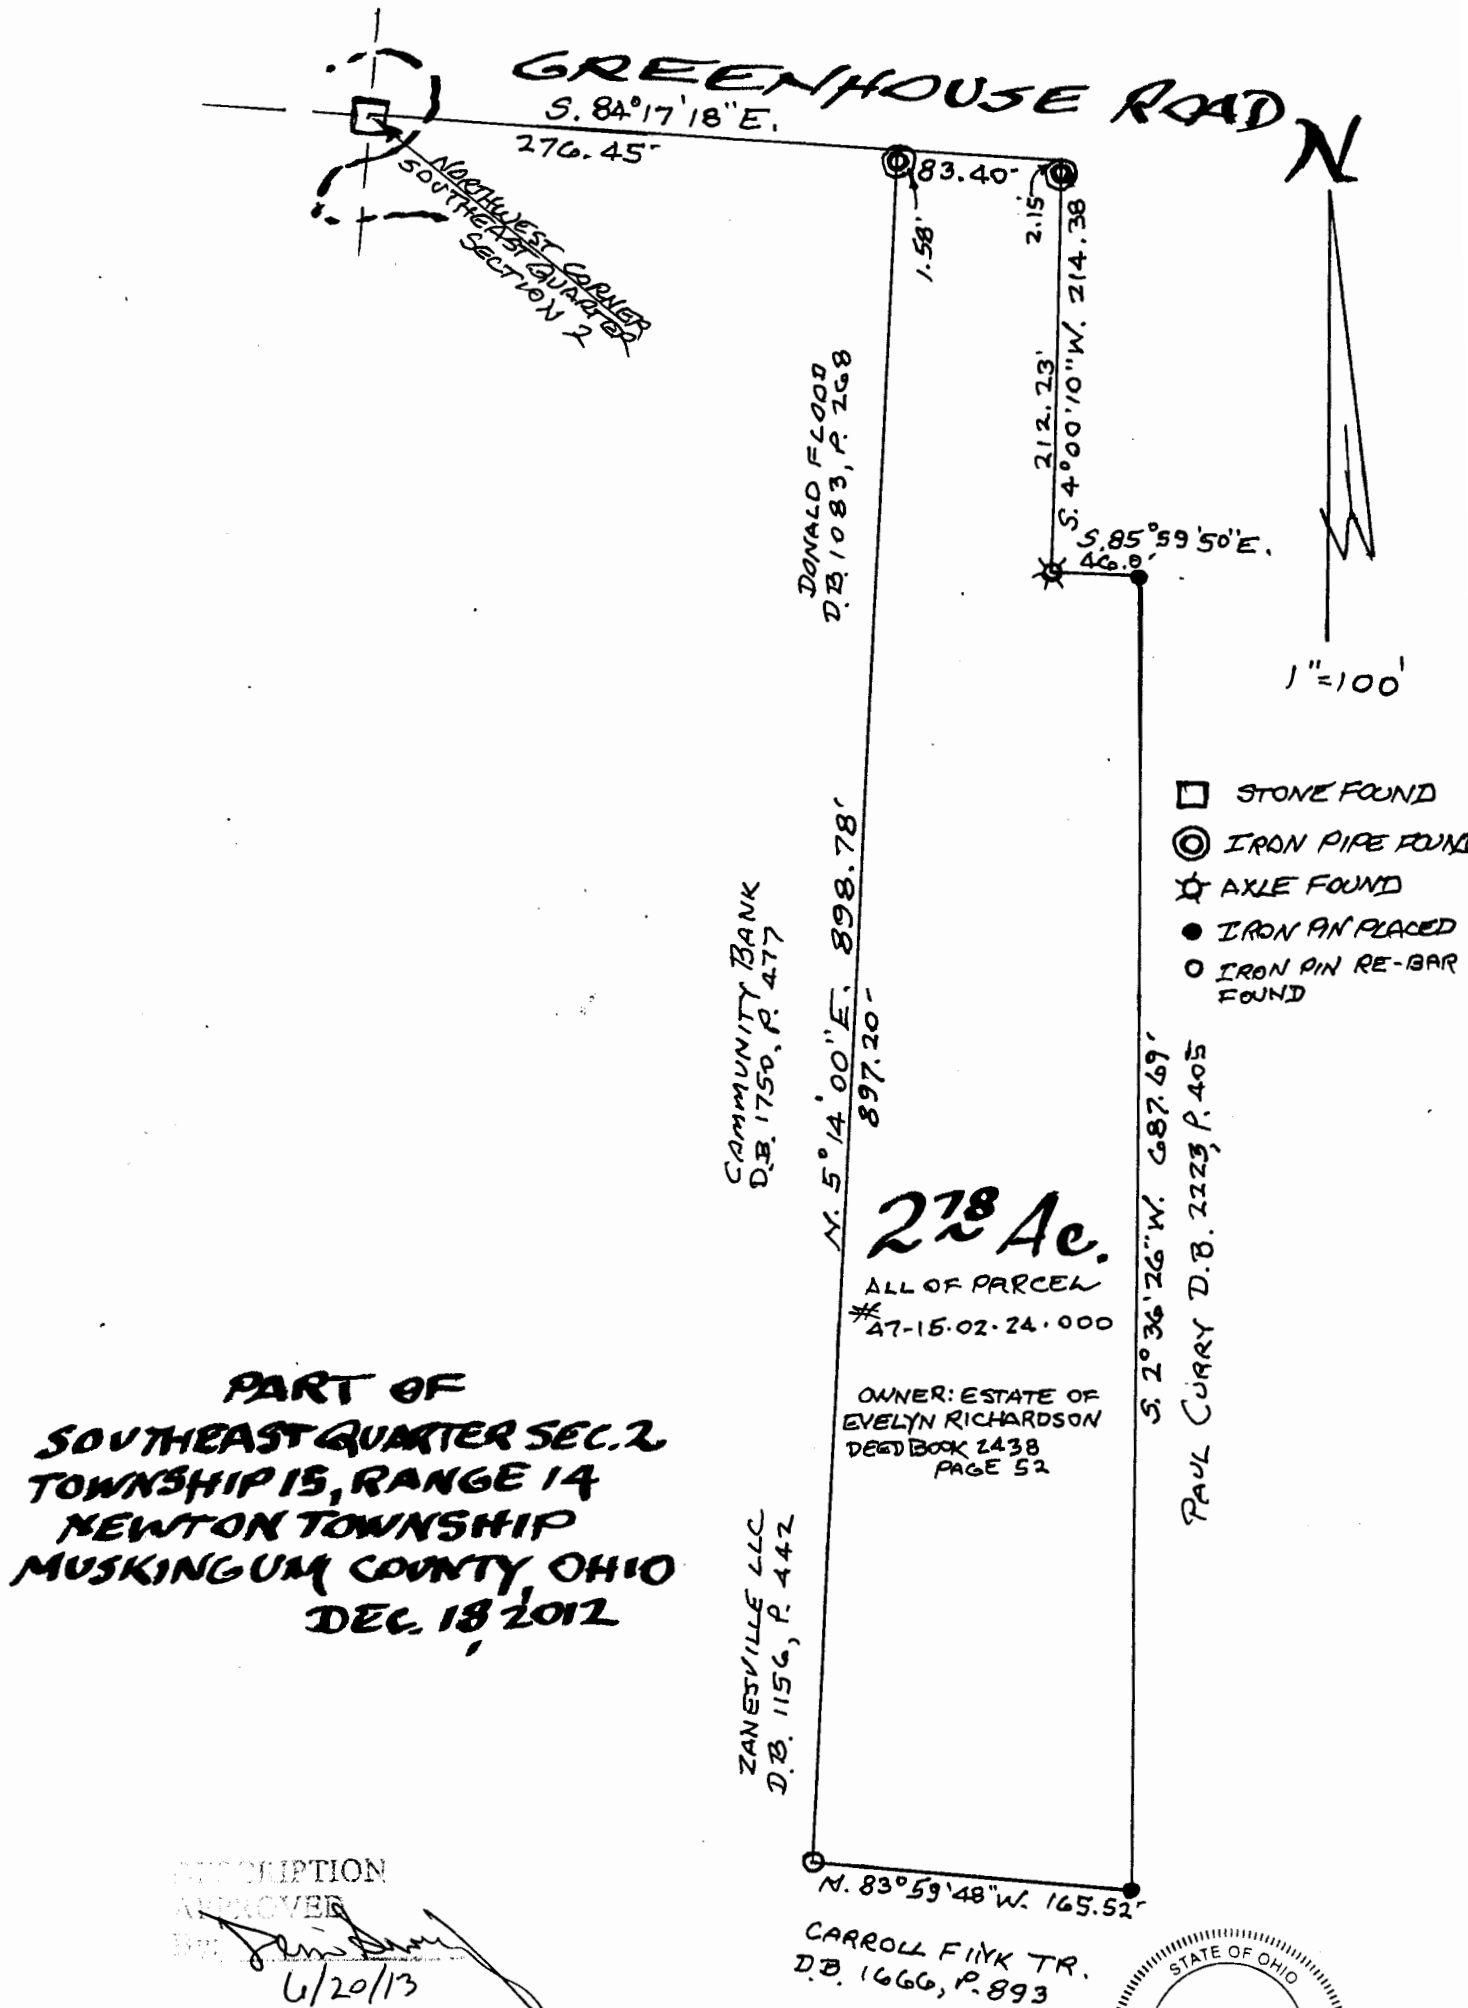 GREENHOUSE ROAD
S. 84°17'18"E.
276.45'
83.40'
N
NORTHWEST CORNER
SOUTHEAST QUARTER
SECTION 2
1.58'
2.15'
212.23'
S. 4°00'10"W. 214.38
S. 85°59'50"E.
46.0'
1"=100'
DONALD FLOOD
D.B. 1083, P. 268
STONE FOUND
IRON PIPE FOUND
AXLE FOUND
IRON PIN PLACED
IRON PIN RE-BAR
FOUND
COMMUNITY BANK
D.B. 1750, P. 477
N. 5°14'00"E. 898.78'
897.20'
S. 2°36'26"W. 687.69'
PAUL CURRY D.B. 2223, P. 405
2.78 Ac.
ALL OF PARCEL
# 47-15-02-24-000
OWNER: ESTATE OF
EVELYN RICHARDSON
DEED BOOK 2438
PAGE 52
PART OF
SOUTHEAST QUARTER SEC. 2
TOWNSHIP 15, RANGE 14
NEWTON TOWNSHIP
MUSKINGUM COUNTY, OHIO
DEC. 18, 2012
ZANESVILLE LLC
D.B. 1156, P. 442
N. 83°59'48"W. 165.52'
CARROLL FINK TR.
D.B. 1666, P. 893
DESCRIPTION
APPROVED
By:
6/20/13
STATE OF OHIO